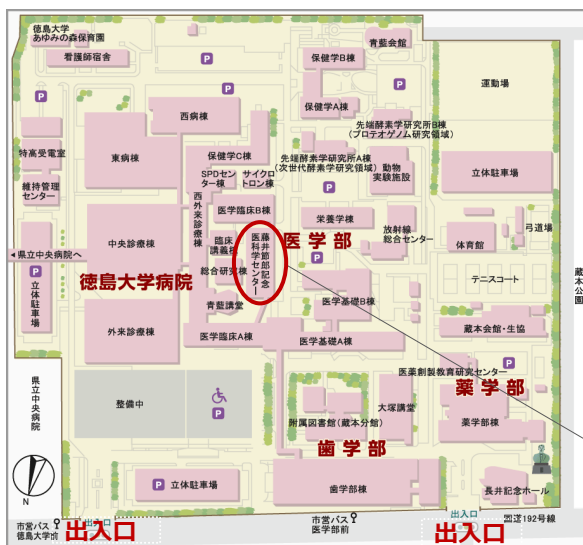 徳島大学
あゆみの森保育園
看護師宿舎
P
青藍会館
保健学B棟
運動場
P
P
P
西病棟
保健学A棟
P
先端酵素学研究所B棟
(プロテオゲノム研究領域)
特高受電室
東病棟
保健学C棟
先端酵素学研究所A棟
(次世代酵素学研究領域)
動物
実験施設
立体駐車場
維持管理
センター
SPDセン
ター棟
サイクロ
トロン棟
P
西外来診療棟
医学臨床B棟
栄養学棟
放射線
総合センター
弓道場
県立中央病院へ
中央診療棟
臨床
講義棟
藤井節郎記念
医科学センター
医学部
体育館
P
P
総合研究棟
徳島大学病院
テニスコート
蔵本公園
立体駐車場
青藍講堂
医学基礎B棟
外来診療棟
医学臨床A棟
医学基礎A棟
蔵本会館・生協
医薬創製教育研究センター
P
薬学部
県立中央病院
整備中
P
大塚講堂
附属図書館(蔵本分館)
薬学部棟
歯学部
P
立体駐車場
歯学部棟
長井記念ホール
N
市営バス
徳島大学前
出入口
出入口
市営バス
医学部前
出入口
出入口
国道192号線